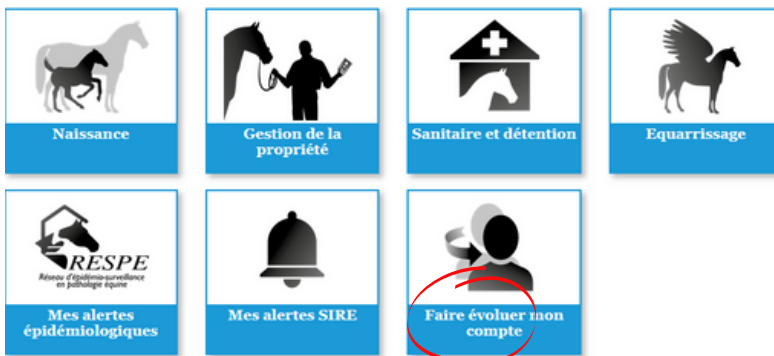 Naissance
Gestion de la
propriété
Sanitaire et détention
Equarrissage
RESPE
Réseau d'épidémio-surveillance
en pathologie équine
Mes alertes
épidémiologiques
Mes alertes SIRE
Faire évoluer mon
compte